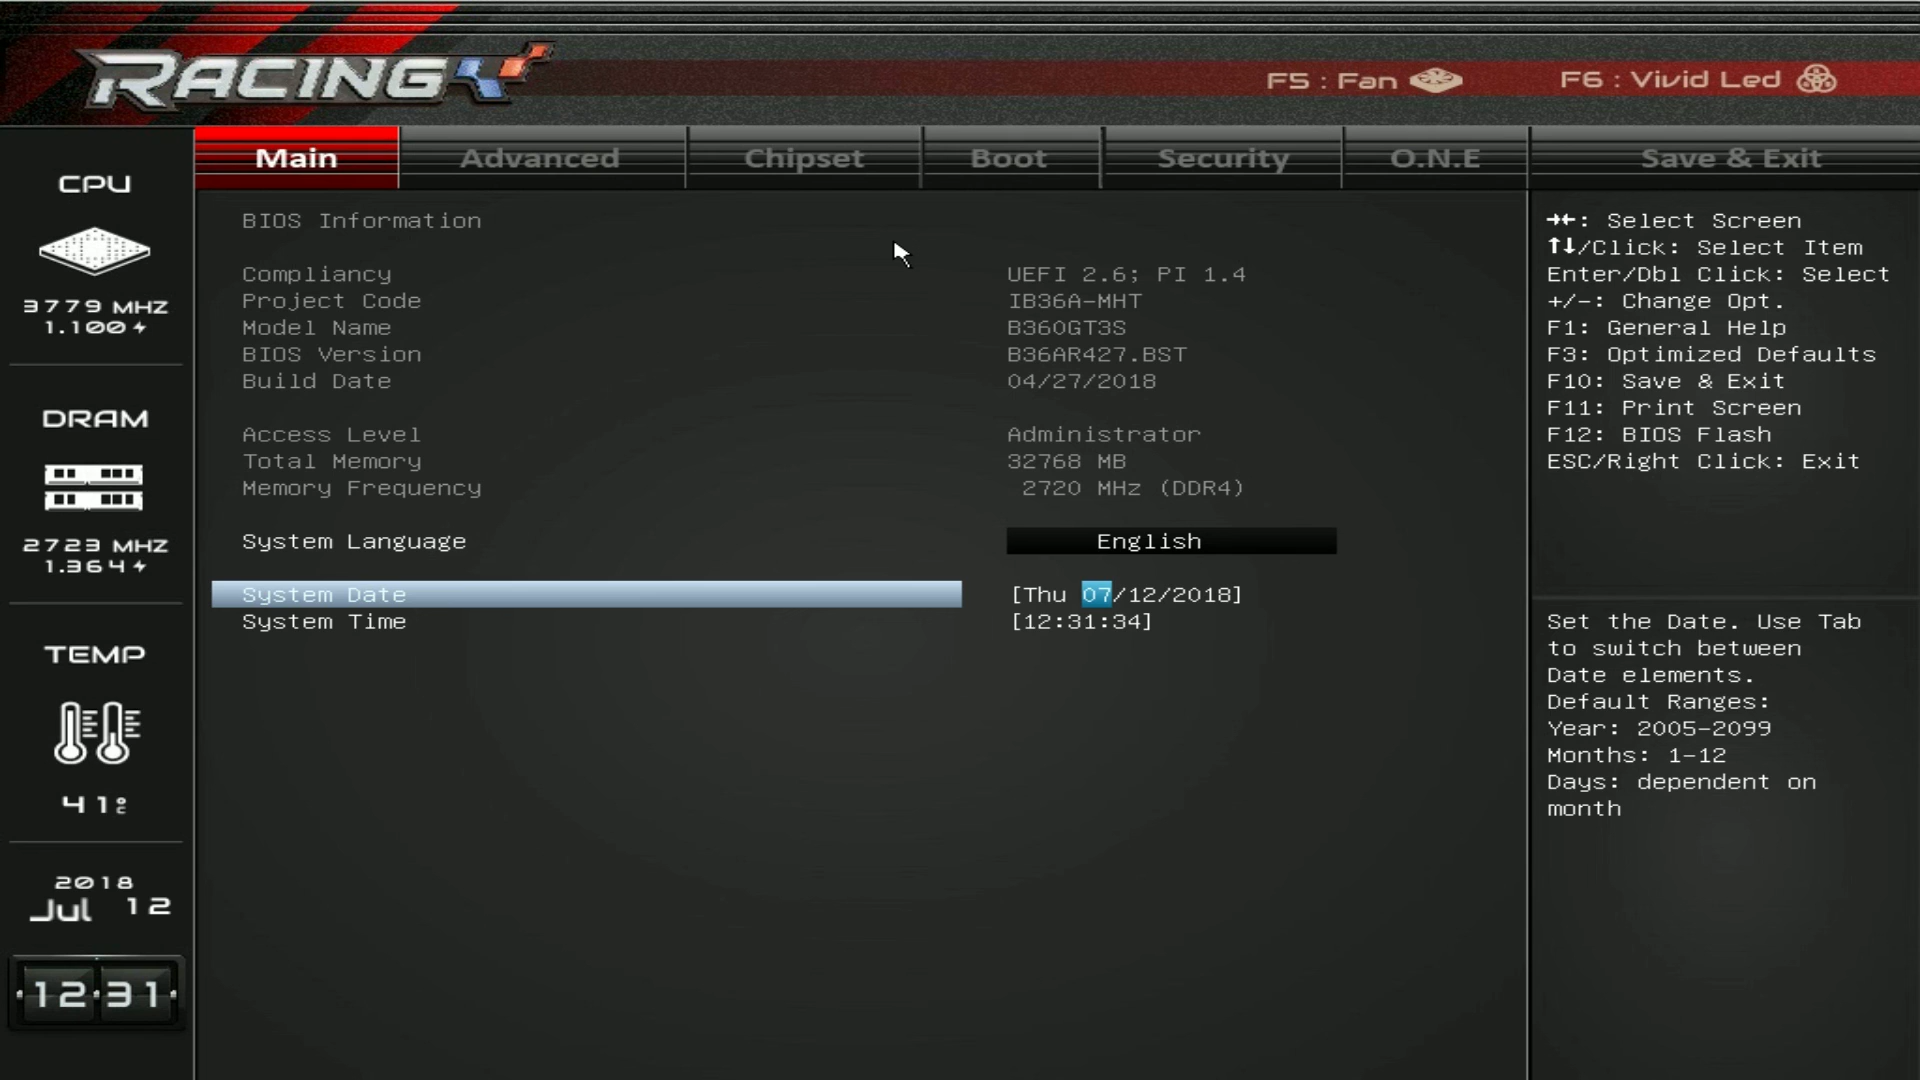 RACING
F5 : Fan
F6 : Vivid Led
Main
Advanced
Chipset
Boot
Security
O.N.E
Save & Exit
CPU
3779 MHZ
1.100
DRAM
2723 MHZ
1.364
TEMP
41°C
2018
Jul 12
12:31
BIOS Information
Compliancy UEFI 2.6; PI 1.4
Project Code IB36A-MHT
Model Name B360GT3S
BIOS Version B36AR427.BST
Build Date 04/27/2018
Access Level Administrator
Total Memory 32768 MB
Memory Frequency 2720 MHz (DDR4)
System Language English
System Date [Thu 07/12/2018]
System Time [12:31:34]
→←: Select Screen
↑↓/Click: Select Item
Enter/Dbl Click: Select
+/-: Change Opt.
F1: General Help
F3: Optimized Defaults
F10: Save & Exit
F11: Print Screen
F12: BIOS Flash
ESC/Right Click: Exit
Set the Date. Use Tab
to switch between
Date elements.
Default Ranges:
Year: 2005-2099
Months: 1-12
Days: dependent on
month